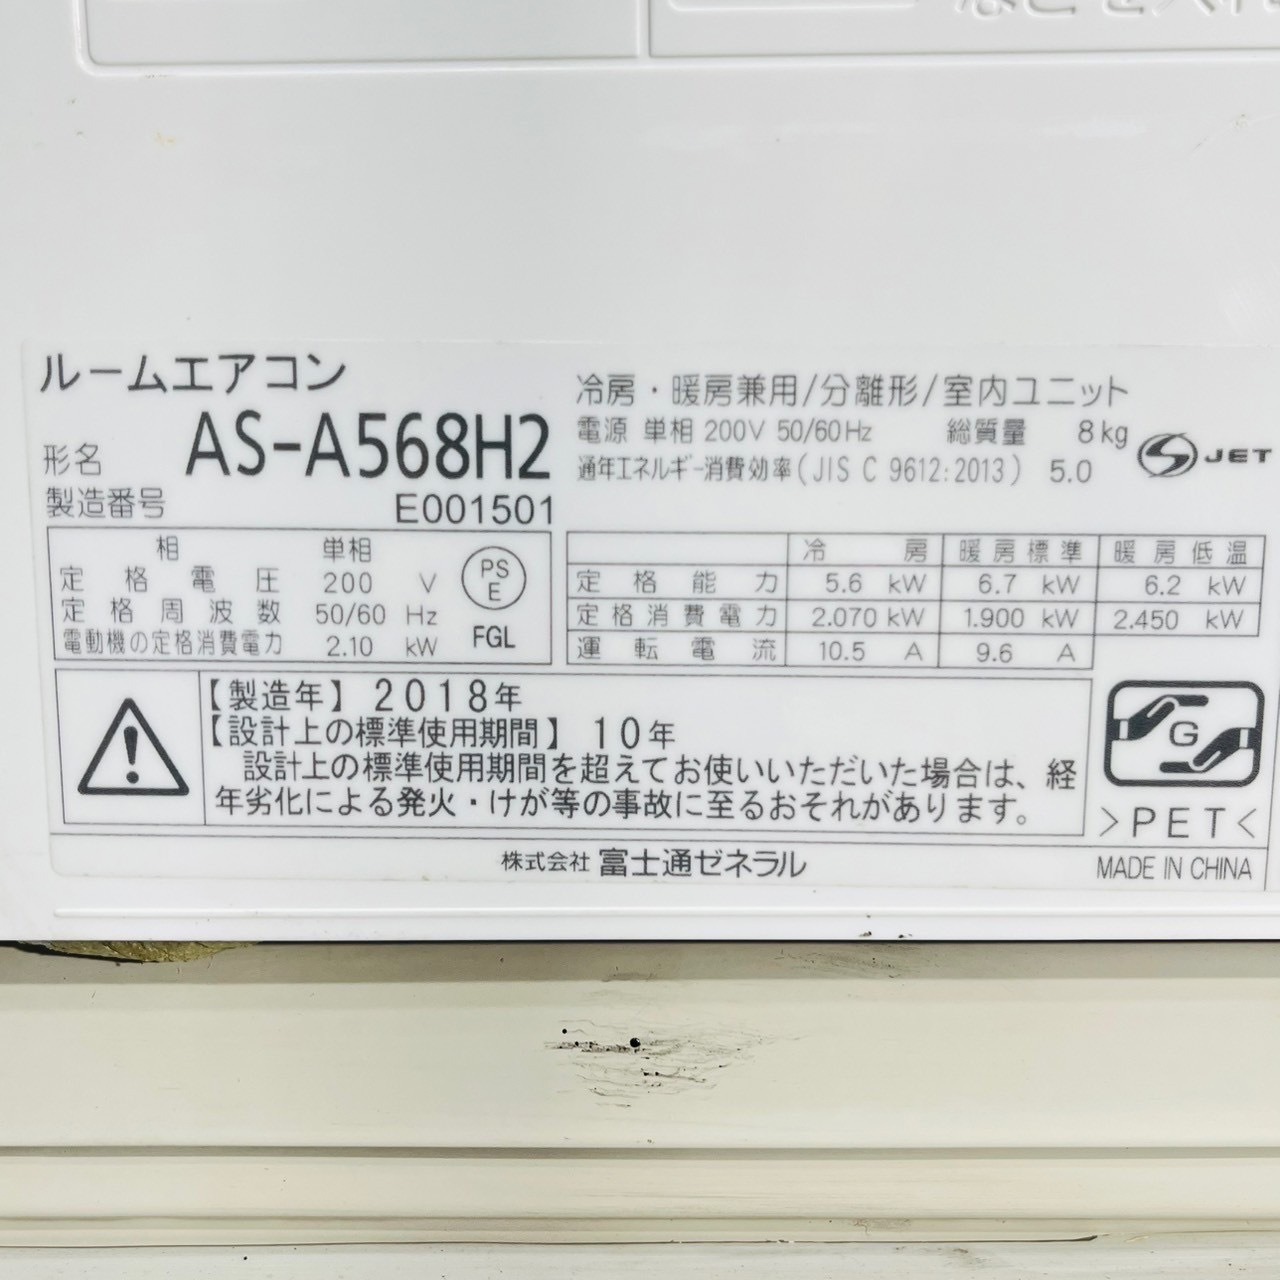 ルームエアコン
形名 AS-A568H2
製造番号 E001501
冷房・暖房兼用/分離形/室内ユニット
電源 単相 200V 50/60Hz 総質量 8kg
通年エネルギー消費効率(JIS C 9612:2013) 5.0
JET
相 単相
定格電圧 200 V
定格周波数 50/60 Hz
電動機の定格消費電力 2.10 kW
PS
E
FGL
冷房 暖房標準 暖房低温
定格能力 5.6 kW 6.7 kW 6.2 kW
定格消費電力 2.070 kW 1.900 kW 2.450 kW
運転電流 10.5 A 9.6 A
【製造年】2018年
【設計上の標準使用期間】10年
設計上の標準使用期間を超えてお使いいただいた場合は、経
年劣化による発火・けが等の事故に至るおそれがあります。
G
>PET<
株式会社 富士通ゼネラル
MADE IN CHINA